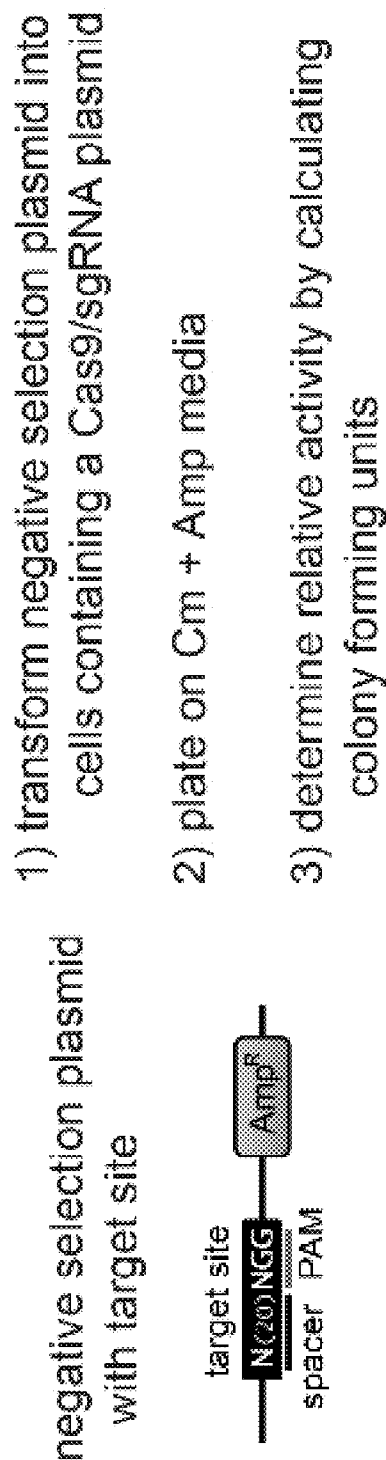 negative selection plasmid
with target site
target site
N(20)NGG
Amp^R
spacer PAM
1) transform negative selection plasmid into
cells containing a Cas9/sgRNA plasmid
2) plate on Cm + Amp media
3) determine relative activity by calculating
colony forming units